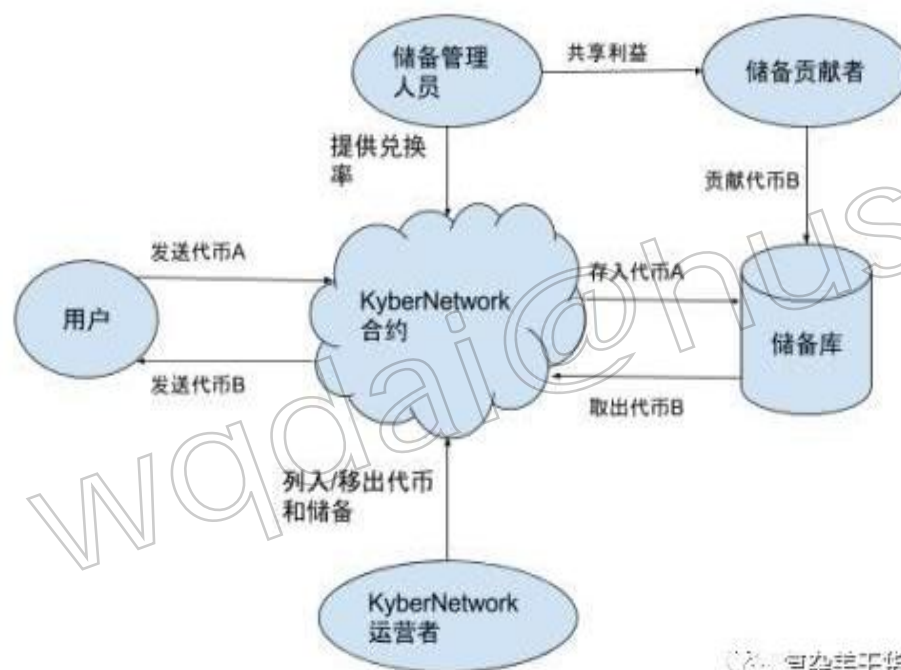 储备管理
人员
共享利益
储备贡献者
提供兑换
率
贡献代币B
发送代币A
存入代币A
用户
KyberNetwork
合约
储备库
发送代币B
取出代币B
列入/移出代币
和储备
KyberNetwork
运营者
wqdai@hus